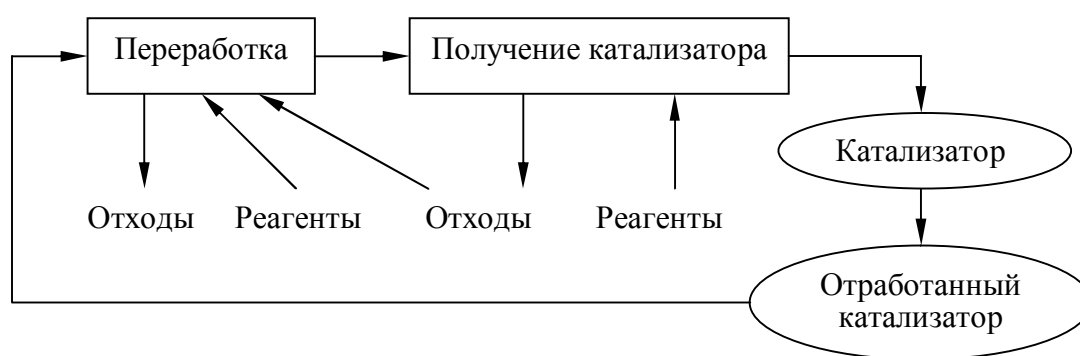 Переработка
Получение катализатора
Катализатор
Отходы
Реагенты
Отходы
Реагенты
Отработанный
катализатор